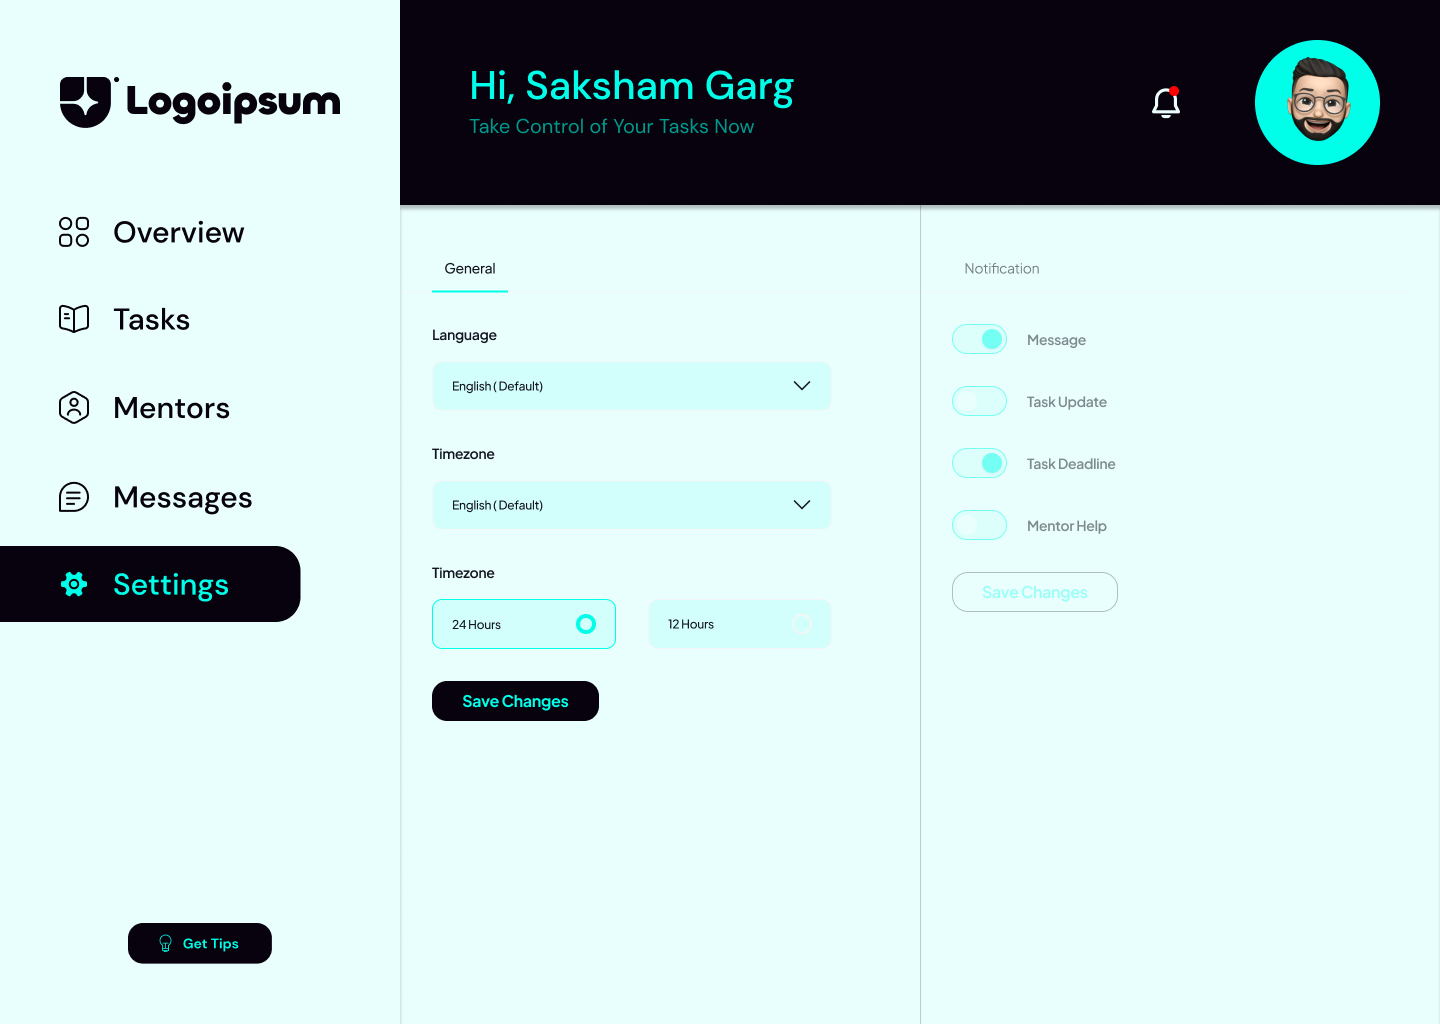 Logoipsum
Overview
Tasks
Mentors
Messages
Settings
Get Tips
Hi, Saksham Garg
Take Control of Your Tasks Now
General
Language
English ( Default)
Timezone
English ( Default)
Timezone
24 Hours
12 Hours
Save Changes
Notification
Message
Task Update
Task Deadline
Mentor Help
Save Changes